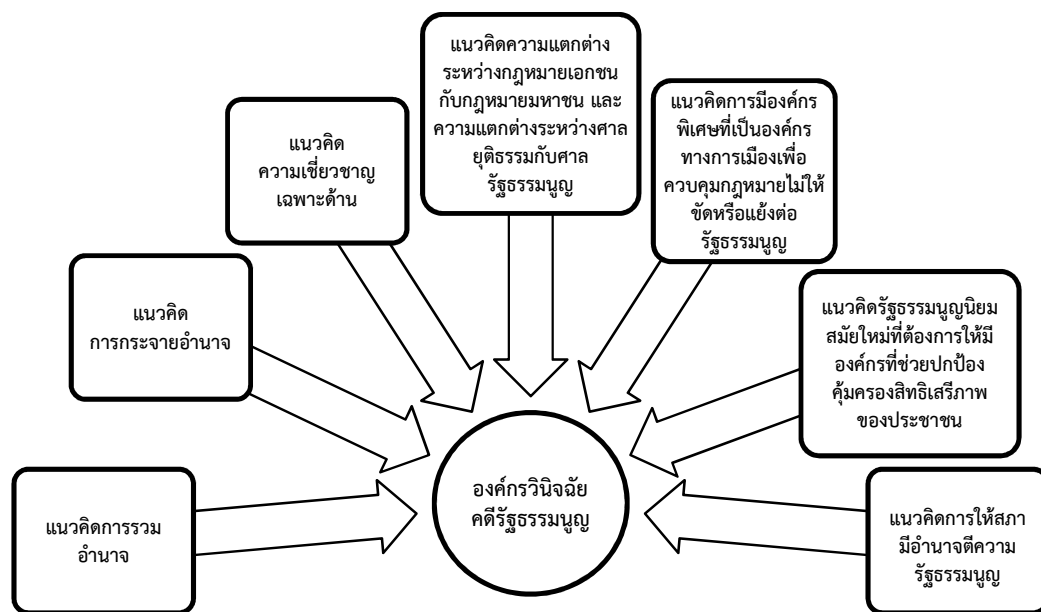 แนวคิดความแตกต่าง
ระหว่างกฎหมายเอกชน
กับกฎหมายมหาชน และ
ความแตกต่างระหว่างศาล
ยุติธรรมกับศาล
รัฐธรรมนูญ
แนวคิดการมีองค์กร
พิเศษที่เป็นองค์กร
ทางการเมืองเพื่อ
ควบคุมกฎหมายไม่ให้
ขัดหรือแย้งต่อ
รัฐธรรมนูญ
แนวคิด
ความเชี่ยวชาญ
เฉพาะด้าน
แนวคิด
การกระจายอำนาจ
แนวคิดรัฐธรรมนูญนิยม
สมัยใหม่ที่ต้องการให้มี
องค์กรที่ช่วยปกป้อง
คุ้มครองสิทธิเสรีภาพ
ของประชาชน
องค์กรวินิจฉัย
คดีรัฐธรรมนูญ
แนวคิดการรวม
อำนาจ
แนวคิดการให้สภา
มีอำนาจตีความ
รัฐธรรมนูญ